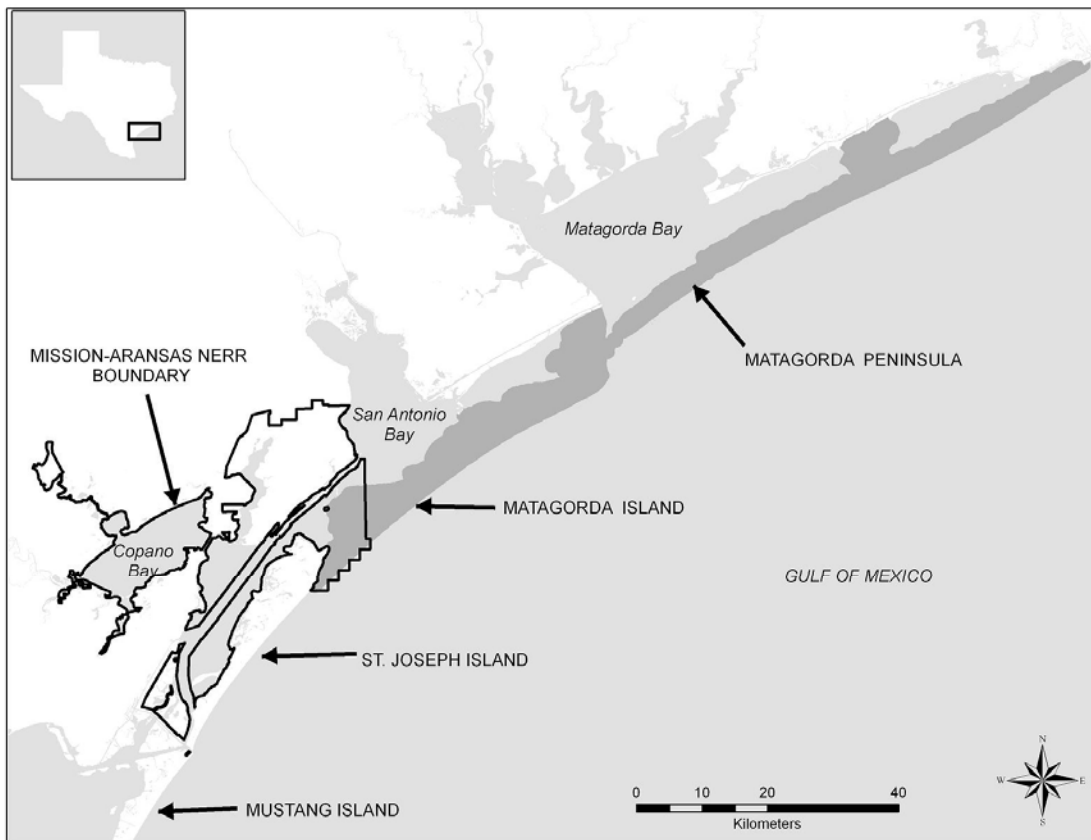 Matagorda Bay
MISSION-ARANSAS NERR
BOUNDARY
MATAGORDA PENINSULA
San Antonio
Bay
MATAGORDA ISLAND
Copano
Bay
GULF OF MEXICO
ST. JOSEPH ISLAND
N
W
E
S
MUSTANG ISLAND
0 10 20 40
Kilometers